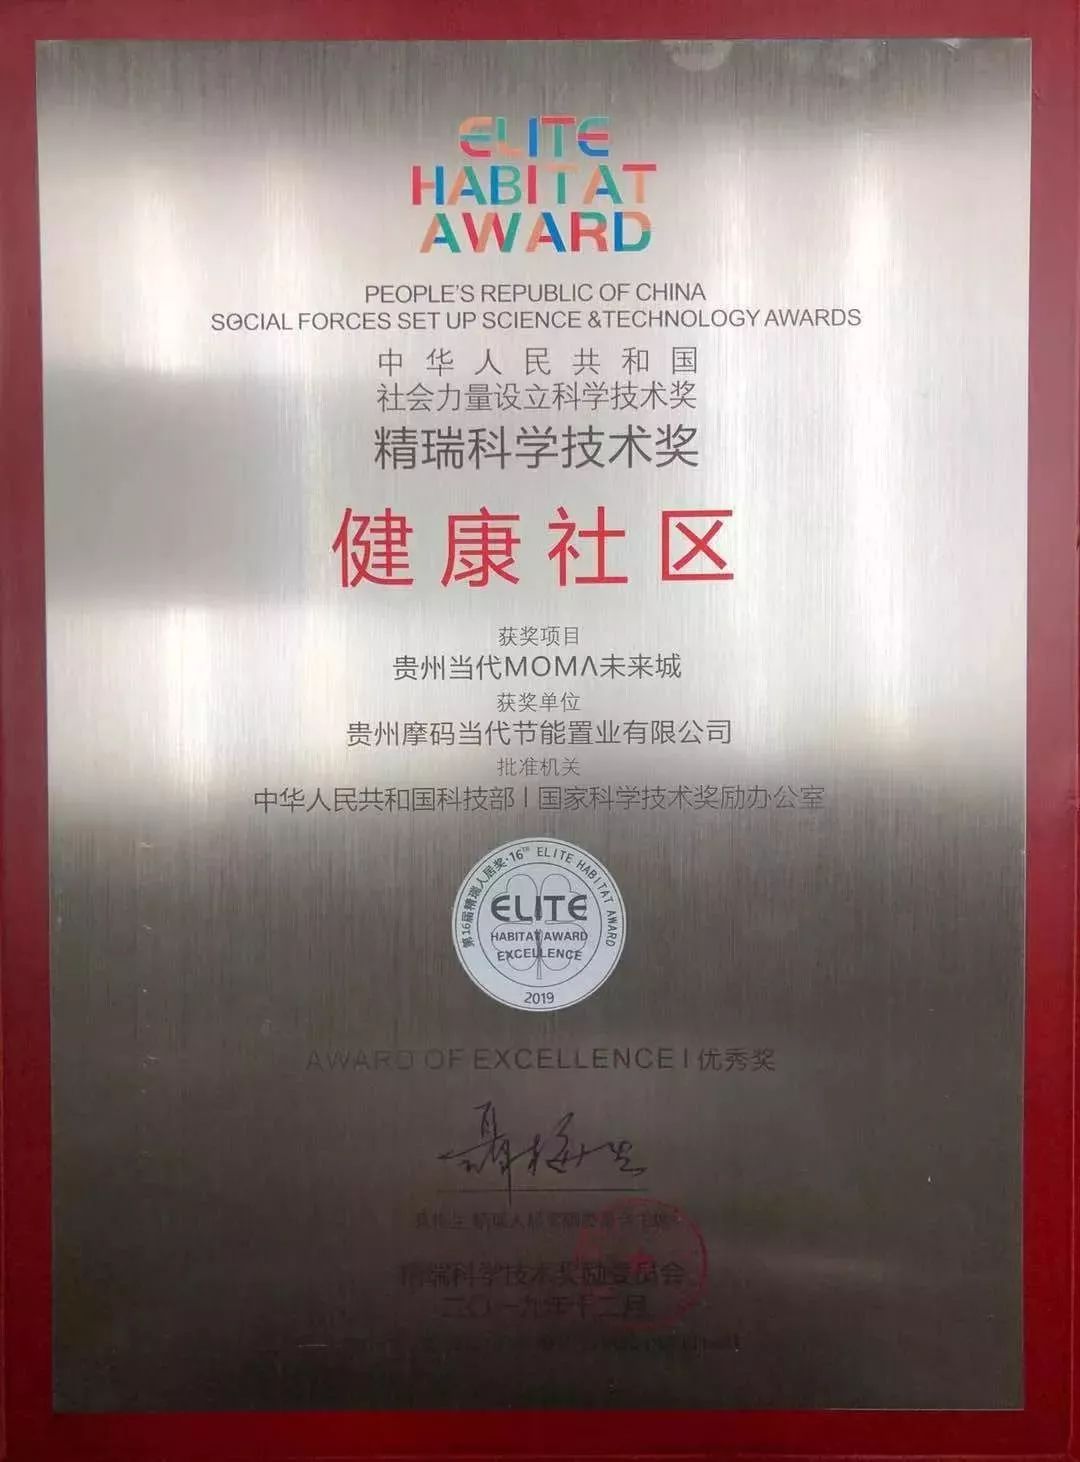 ELITE
HABITAT
AWARD
PEOPLE'S REPUBLIC OF CHINA
SOCIAL FORCES SET UP SCIENCE &TECHNOLOGY AWARDS
中华人民共和国
社会力量设立科学技术奖
精瑞科学技术奖
健康社区
获奖项目
贵州当代MOMA未来城
获奖单位
贵州摩码当代节能置业有限公司
批准机关
中华人民共和国科技部|国家科学技术奖励办公室
第16届精瑞人居奖·16TH ELITE HABITAT AWARD
ELITE
HABITAT AWARD
EXCELLENCE
2019
AWARD OF EXCELLENCE|优秀奖
聂梅生
精瑞科学技术奖励委员会
二〇一九年十二月